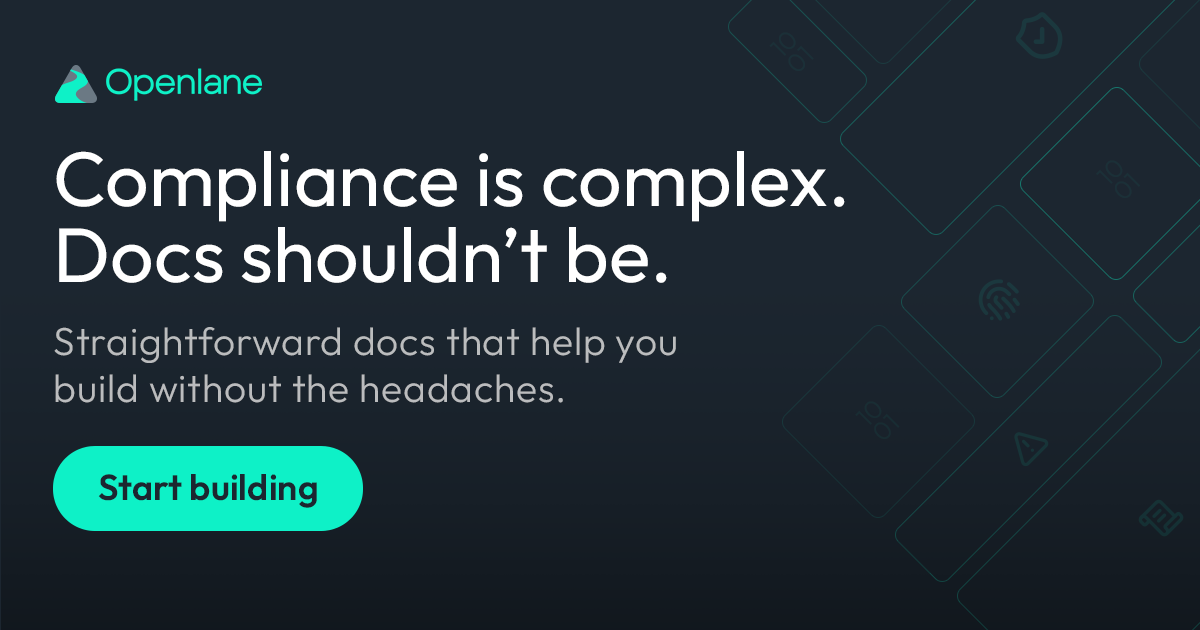 Openlane
Compliance is complex.
Docs shouldn’t be.
Straightforward docs that help you
build without the headaches.
Start building